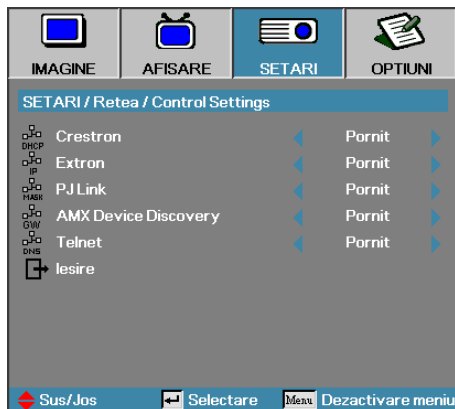 IMAGINE AFISARE SETARI OPTIUNI
SETARI / Retea / Control Settings
DHCP Crestron Pornit
IP Extron Pornit
MASK PJ Link Pornit
GW AMX Device Discovery Pornit
DNS Telnet Pornit
Iesire
Sus/Jos Selectare Menu Dezactivare meniu